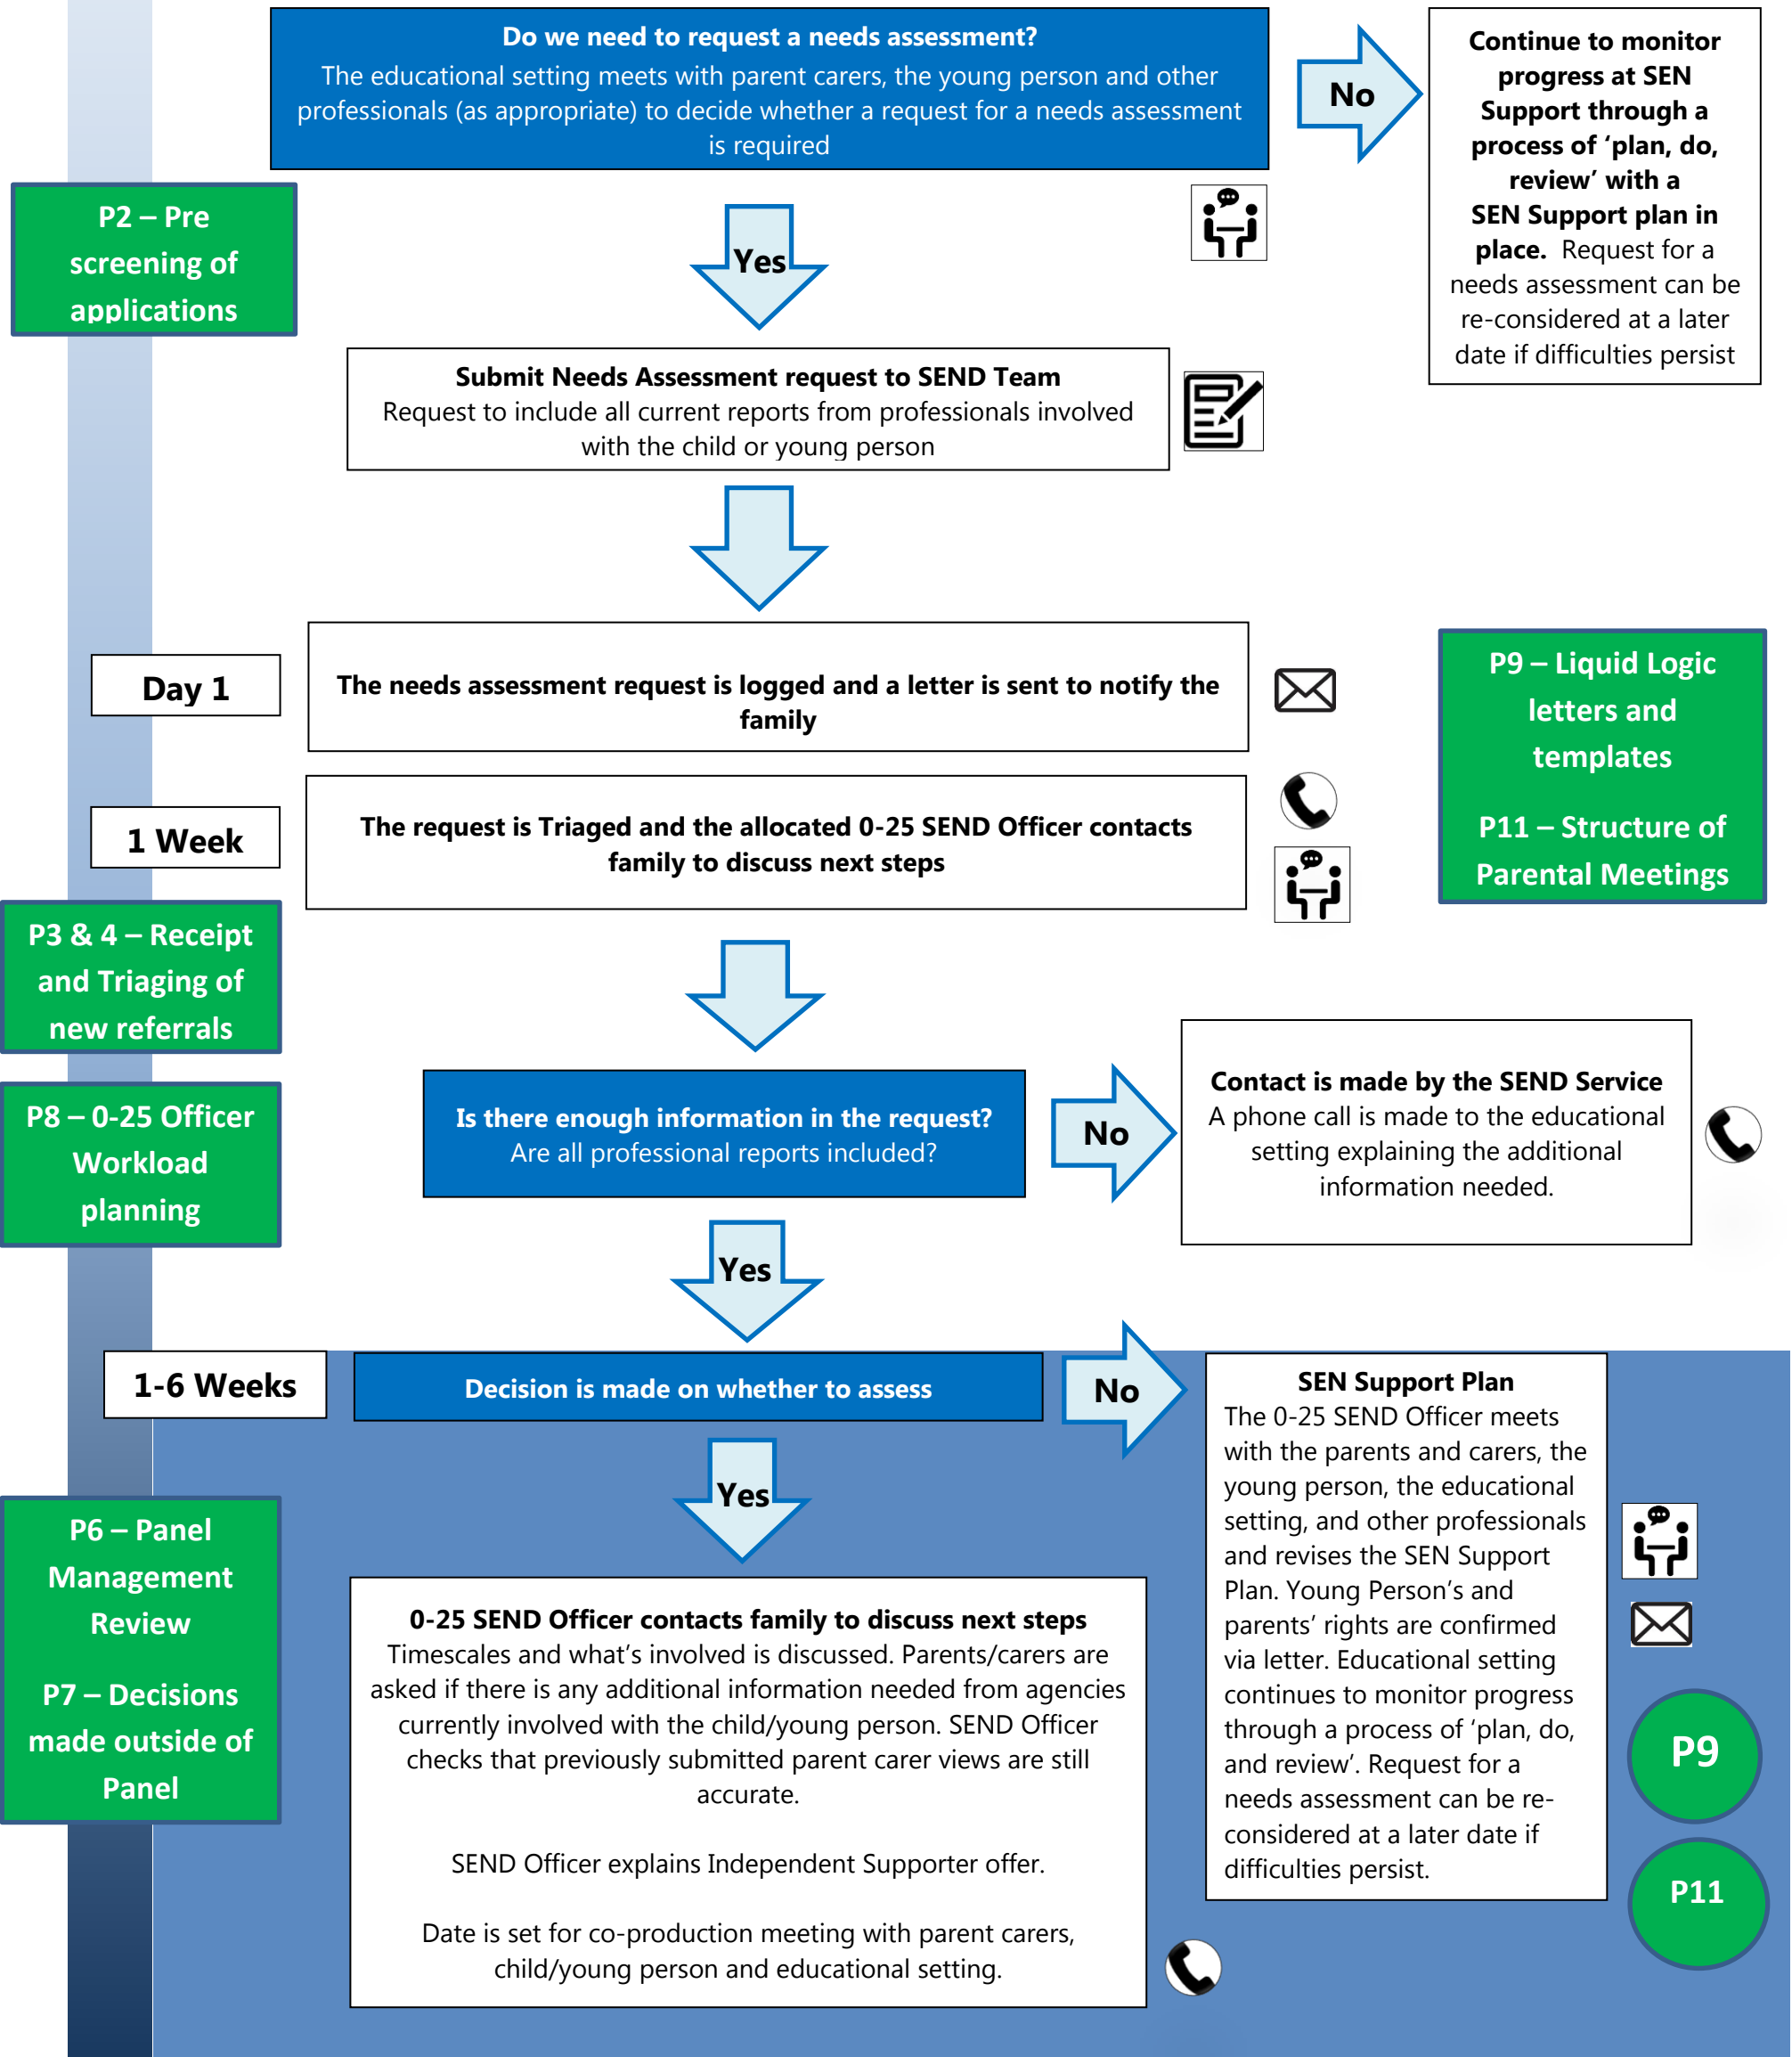 Do we need to request a needs assessment?
The educational setting meets with parent carers, the young person and other
professionals (as appropriate) to decide whether a request for a needs assessment
is required
No
Continue to monitor
progress at SEN
Support through a
process of ‘plan, do,
review’ with a
SEN Support plan in
place. Request for a
needs assessment can be
re-considered at a later
date if difficulties persist
P2 – Pre
screening of
applications
Yes
Submit Needs Assessment request to SEND Team
Request to include all current reports from professionals involved
with the child or young person
Day 1
The needs assessment request is logged and a letter is sent to notify the
family
P9 – Liquid Logic
letters and
templates
P11 – Structure of
Parental Meetings
1 Week
The request is Triaged and the allocated 0-25 SEND Officer contacts
family to discuss next steps
P3 & 4 – Receipt
and Triaging of
new referrals
P8 – 0-25 Officer
Workload
planning
Is there enough information in the request?
Are all professional reports included?
No
Contact is made by the SEND Service
A phone call is made to the educational
setting explaining the additional
information needed.
Yes
1-6 Weeks
Decision is made on whether to assess
No
SEN Support Plan
The 0-25 SEND Officer meets
with the parents and carers, the
young person, the educational
setting, and other professionals
and revises the SEN Support
Plan. Young Person’s and
parents’ rights are confirmed
via letter. Educational setting
continues to monitor progress
through a process of ‘plan, do,
and review’. Request for a
needs assessment can be re-
considered at a later date if
difficulties persist.
Yes
P6 – Panel
Management
Review
P7 – Decisions
made outside of
Panel
0-25 SEND Officer contacts family to discuss next steps
Timescales and what’s involved is discussed. Parents/carers are
asked if there is any additional information needed from agencies
currently involved with the child/young person. SEND Officer
checks that previously submitted parent carer views are still
accurate.
SEND Officer explains Independent Supporter offer.
Date is set for co-production meeting with parent carers,
child/young person and educational setting.
P9
P11